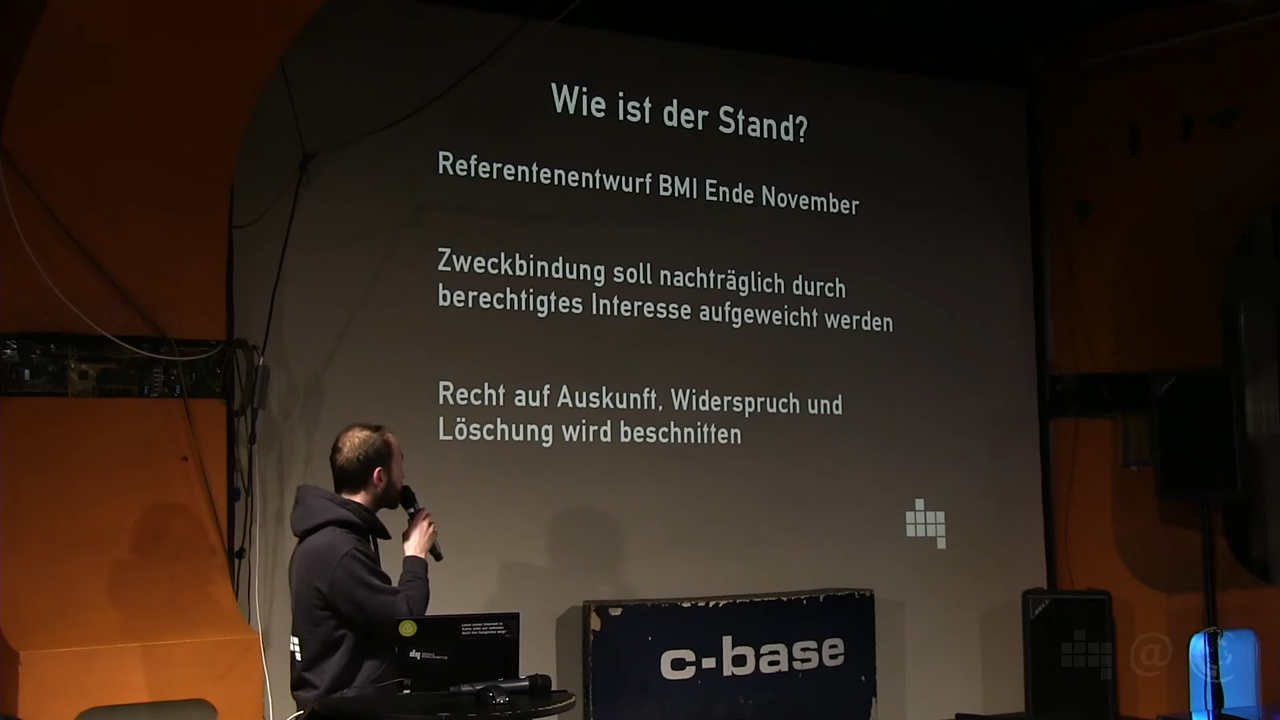 Wie ist der Stand?
Referentenentwurf BMI Ende November
Zweckbindung soll nachträglich durch
berechtigtes Interesse aufgeweicht werden
Recht auf Auskunft, Widerspruch und
Löschung wird beschnitten
c-base
@